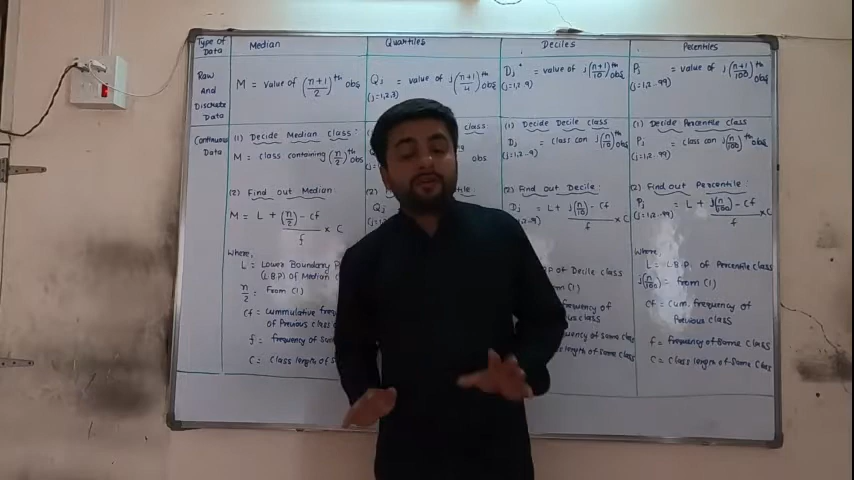 Type of Data
Median
Quartiles
Deciles
Percentiles
Raw
And
Discrete
Data
M = value of (n+1/2)th obs
Qj = value of j(n+1/4)th obs
(j=1,2,3)
Dj = value of j(n+1/10)th obs
(j=1,2..9)
Pj = value of j(n+1/100)th obs
(j=1,2..99)
Continuous
Data
(1) Decide Median class:
M = class containing (n/2)th obs
(2) Find out Median:
M = L + (n/2) - cf / f x C
Where,
L = Lower Boundary
(L.B.P) of Median
n/2 = From (1)
cf = cummulative
of Previous class
f = frequency of
C = Class length of
class:
obs
(2)
Qj
(1) Decide Decile class
Dj = class con j(n/10)th obs
(j=1,2..9)
(2) Find out Decile:
Dj = L + j(n/10) - cf / f x C
of Decile class
(1)
frequency of
class
frequency of same class
length of same class
(1) Decide Percentile class
Pj = class con j(n/100)th obs
(j=1,2..99)
(2) Find out Percentile:
Pj = L + j(n/100) - cf / f x C
(j=1,2..99)
Where,
L = L.B.P. of Percentile class
j(n/100) = from (1)
cf = Cum. frequency of
Previous class
f = frequency of same class
C = Class length of same class